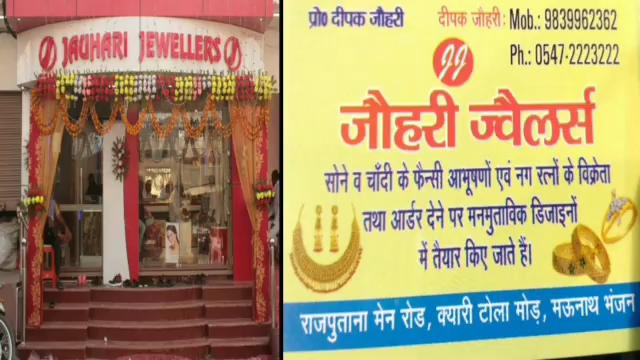 JAUHARI JEWELLERS
प्रो० दीपक जौहरी
दीपक जौहरी: Mob.: 9839962362
Ph.: 0547-2223222
JJ
जौहरी ज्वैलर्स
सोने व चाँदी के फैन्सी आभूषणों एवं नग रत्नों के विक्रेता
तथा आर्डर देने पर मनमुताविक डिजाइनों
में तैयार किए जाते हैं।
राजपुताना मेन रोड, क्यारी टोला मोड़, मऊनाथ भंजन